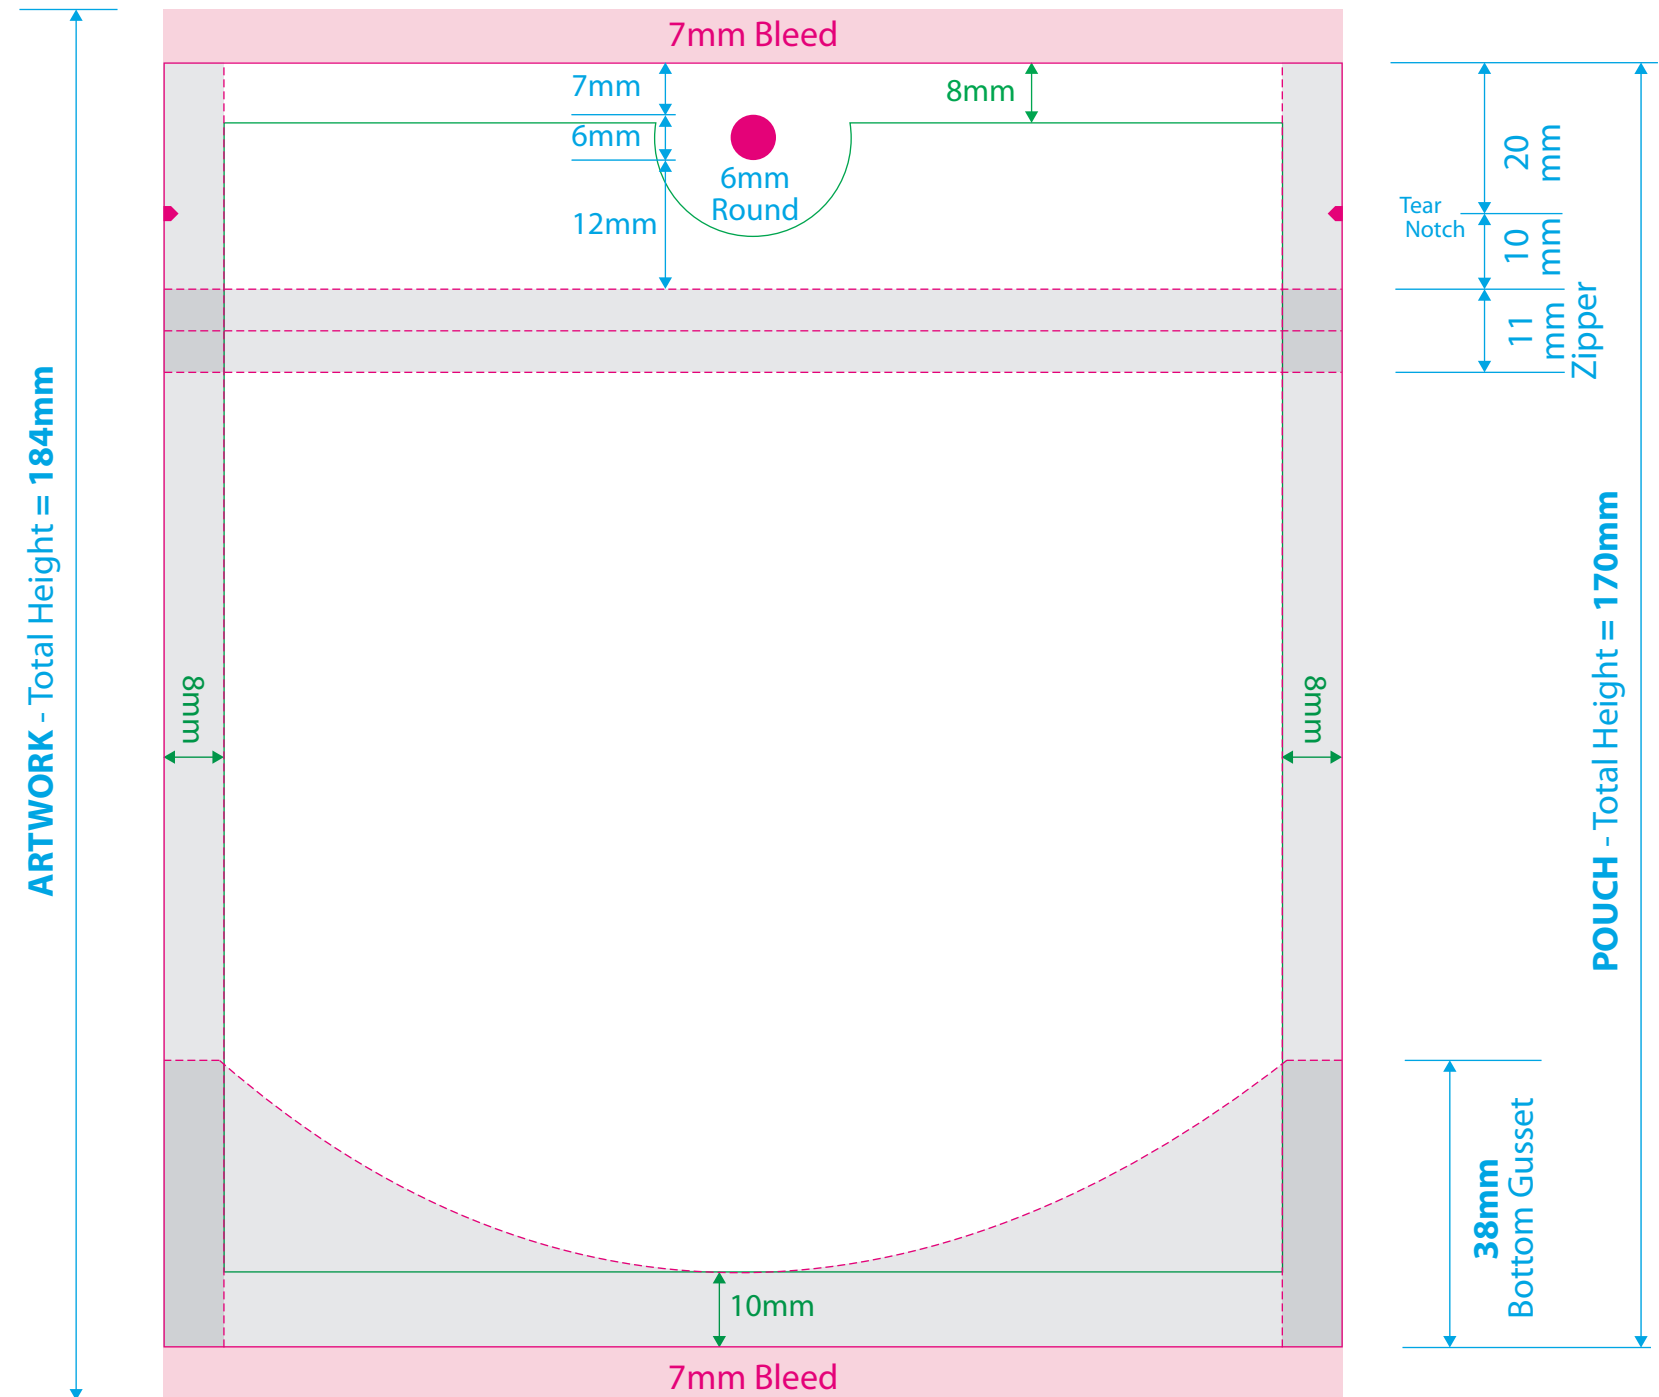 7mm Bleed
7mm
8mm
6mm
6mm
Round
12mm
20
mm
Tear
Notch
10
mm
11
mm
Zipper
ARTWORK - Total Height = 184mm
POUCH - Total Height = 170mm
8mm
8mm
38mm
Bottom Gusset
10mm
7mm Bleed